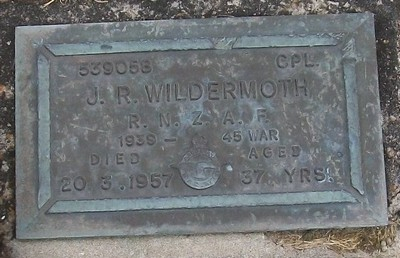 539058 CPL.
J. R. WILDERMOTH
R. N. Z. A. F.
1939 - 45 WAR
DIED AGED
20.3.1957 37 YRS.